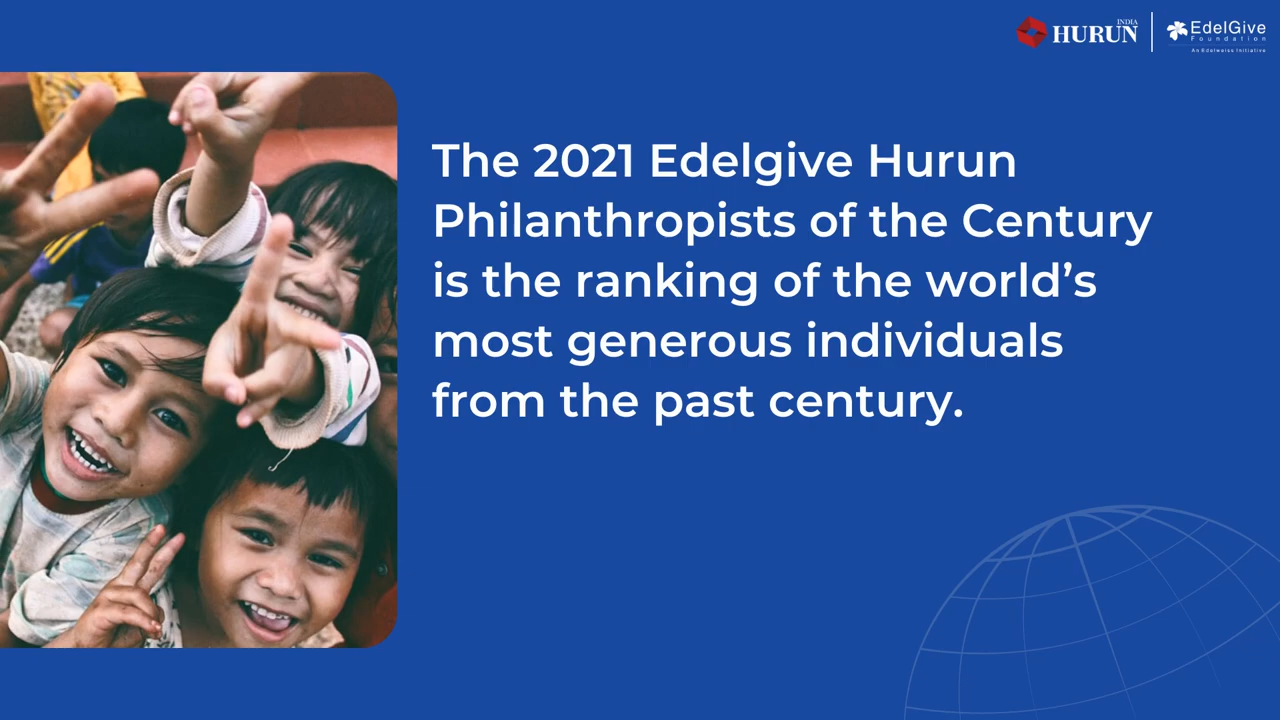 INDIA
HURUN
EdelGive
Foundation
An Edelweiss Initiative
The 2021 Edelgive Hurun
Philanthropists of the Century
is the ranking of the world’s
most generous individuals
from the past century.